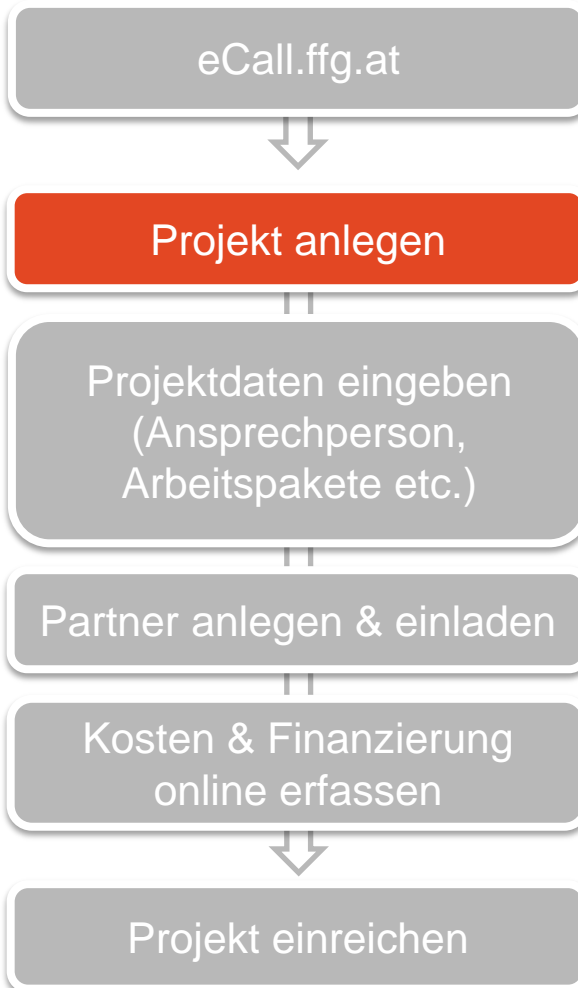 eCall.ffg.at
Projekt anlegen
Projektdaten eingeben
(Ansprechperson,
Arbeitspakete etc.)
Partner anlegen & einladen
Kosten & Finanzierung
online erfassen
Projekt einreichen